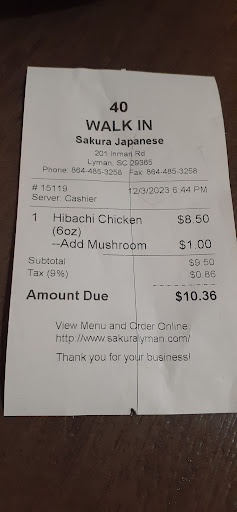 40
WALK IN
Sakura Japanese
201 Inman Rd
Lyman, SC 29365
Phone: 864-485-3258 Fax: 864-485-3258
# 15119 12/3/2023 6:44 PM
Server: Cashier
1 Hibachi Chicken $8.50
(6oz)
--Add Mushroom $1.00
Subtotal $9.50
Tax (9%) $0.86
Amount Due $10.36
View Menu and Order Online:
http://www.sakuralyman.com/
Thank you for your business!